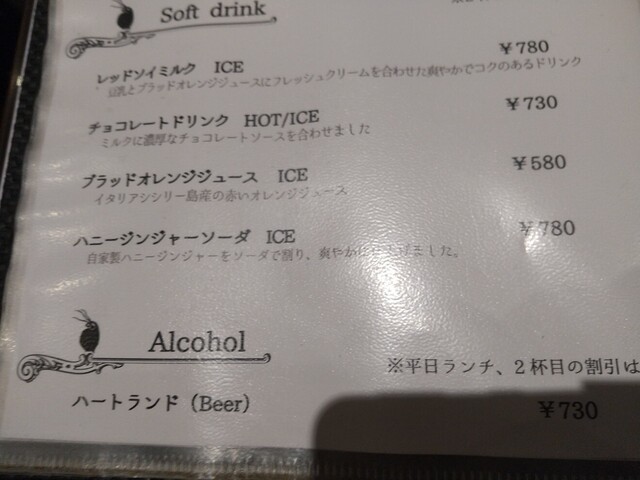 Soft drink
レッドソイミルク ICE ¥780
豆乳とブラッドオレンジジュースにフレッシュクリームを合わせた爽やかでコクのあるドリンク
チョコレートドリンク HOT/ICE ¥730
ミルクに濃厚なチョコレートソースを合わせました
ブラッドオレンジジュース ICE ¥580
イタリアシシリー島産の赤いオレンジジュース
ハニージンジャーソーダ ICE ¥780
自家製ハニージンジャーをソーダで割り、爽やかに
Alcohol
※平日ランチ、2杯目の割引は
ハートランド（Beer） ¥730